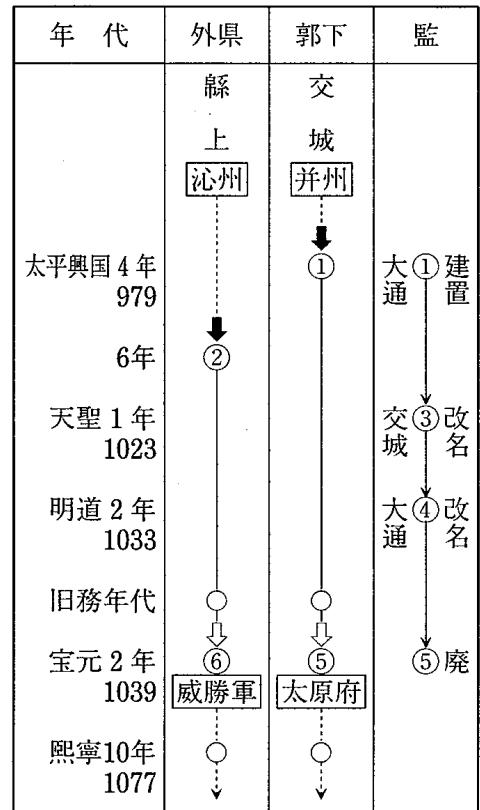 年 代 外県 郭下 監
緜上 交城
沁州 并州
太平興国4年 ① 大通 ① 建置
979
6年 ②
天聖1年 交城 ③ 改名
1023
明道2年 大通 ④ 改名
1033
旧務年代
宝元2年 ⑥ ⑤ ⑤ 廃
1039 威勝軍 太原府
熙寧10年
1077